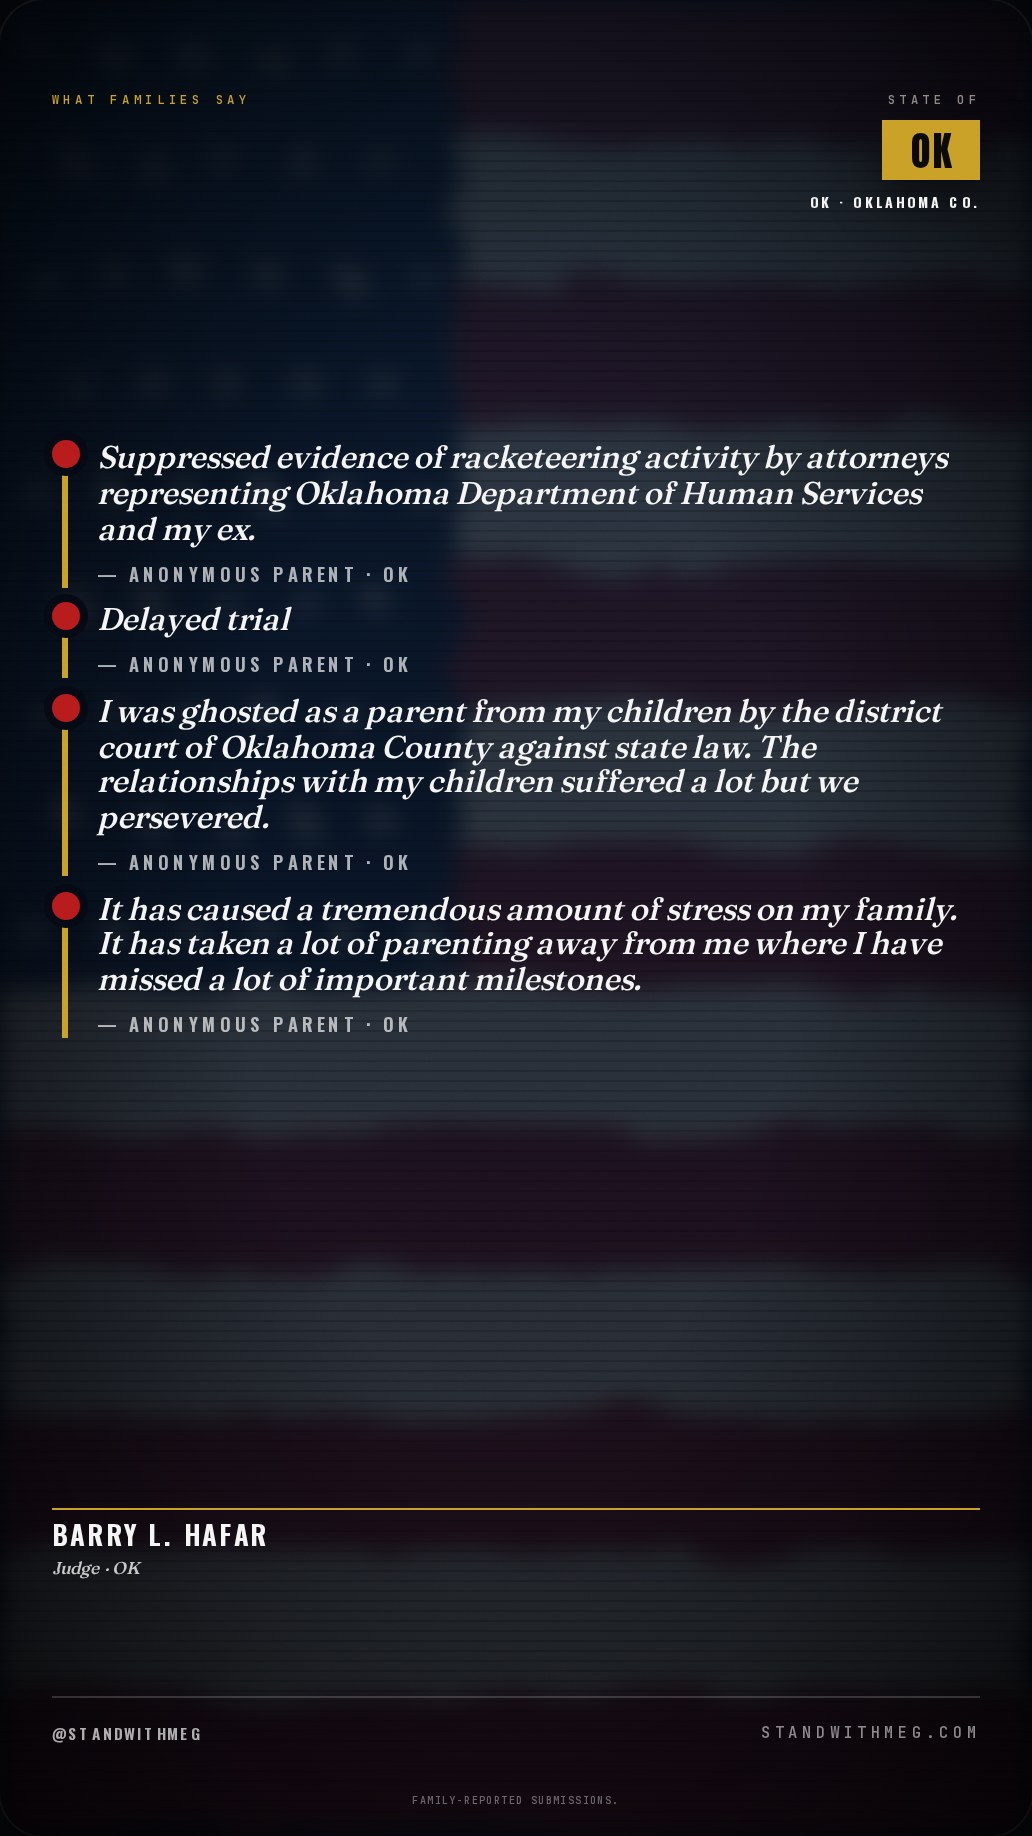 WHAT FAMILIES SAY
STATE OF
OK
OK · OKLAHOMA CO.
Suppressed evidence of racketeering activity by attorneys
representing Oklahoma Department of Human Services
and my ex.
— ANONYMOUS PARENT · OK
Delayed trial
— ANONYMOUS PARENT · OK
I was ghosted as a parent from my children by the district
court of Oklahoma County against state law. The
relationships with my children suffered a lot but we
persevered.
— ANONYMOUS PARENT · OK
It has caused a tremendous amount of stress on my family.
It has taken a lot of parenting away from me where I have
missed a lot of important milestones.
— ANONYMOUS PARENT · OK
BARRY L. HAFAR
Judge · OK
@STANDWITHMEG
STANDWITHMEG.COM
FAMILY-REPORTED SUBMISSIONS.